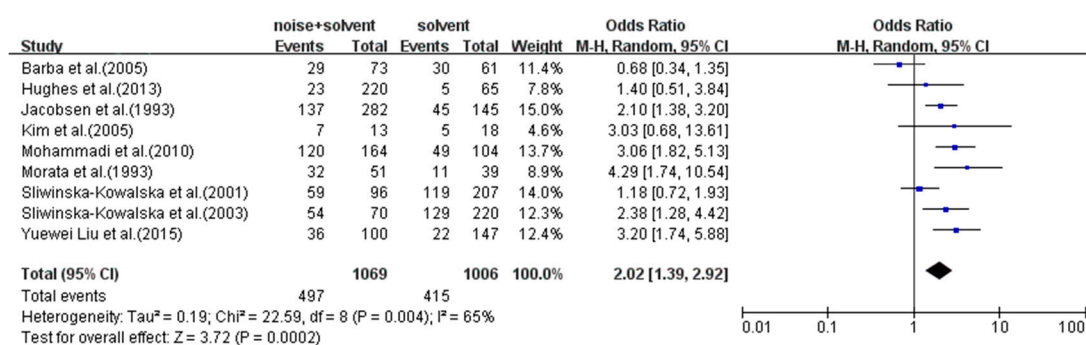 noise+solvent solvent Odds Ratio Odds Ratio
Study Events Total Events Total Weight M-H, Random, 95% CI M-H, Random, 95% CI
Barba et al.(2005) 29 73 30 61 11.4% 0.68 [0.34, 1.35]
Hughes et al.(2013) 23 220 5 65 7.8% 1.40 [0.51, 3.84]
Jacobsen et al.(1993) 137 282 45 145 15.0% 2.10 [1.38, 3.20]
Kim et al.(2005) 7 13 5 18 4.6% 3.03 [0.68, 13.61]
Mohammadi et al.(2010) 120 164 49 104 13.7% 3.06 [1.82, 5.13]
Morata et al.(1993) 32 51 11 39 8.9% 4.29 [1.74, 10.54]
Sliwinska-Kowalska et al.(2001) 59 96 119 207 14.0% 1.18 [0.72, 1.93]
Sliwinska-Kowalska et al.(2003) 54 70 129 220 12.3% 2.38 [1.28, 4.42]
Yuewei Liu et al.(2015) 36 100 22 147 12.4% 3.20 [1.74, 5.88]
Total (95% CI) 1069 1006 100.0% 2.02 [1.39, 2.92]
Total events 497 415
Heterogeneity: Tau² = 0.19; Chi² = 22.59, df = 8 (P = 0.004); I² = 65%
Test for overall effect: Z = 3.72 (P = 0.0002)
0.01 0.1 1 10 100